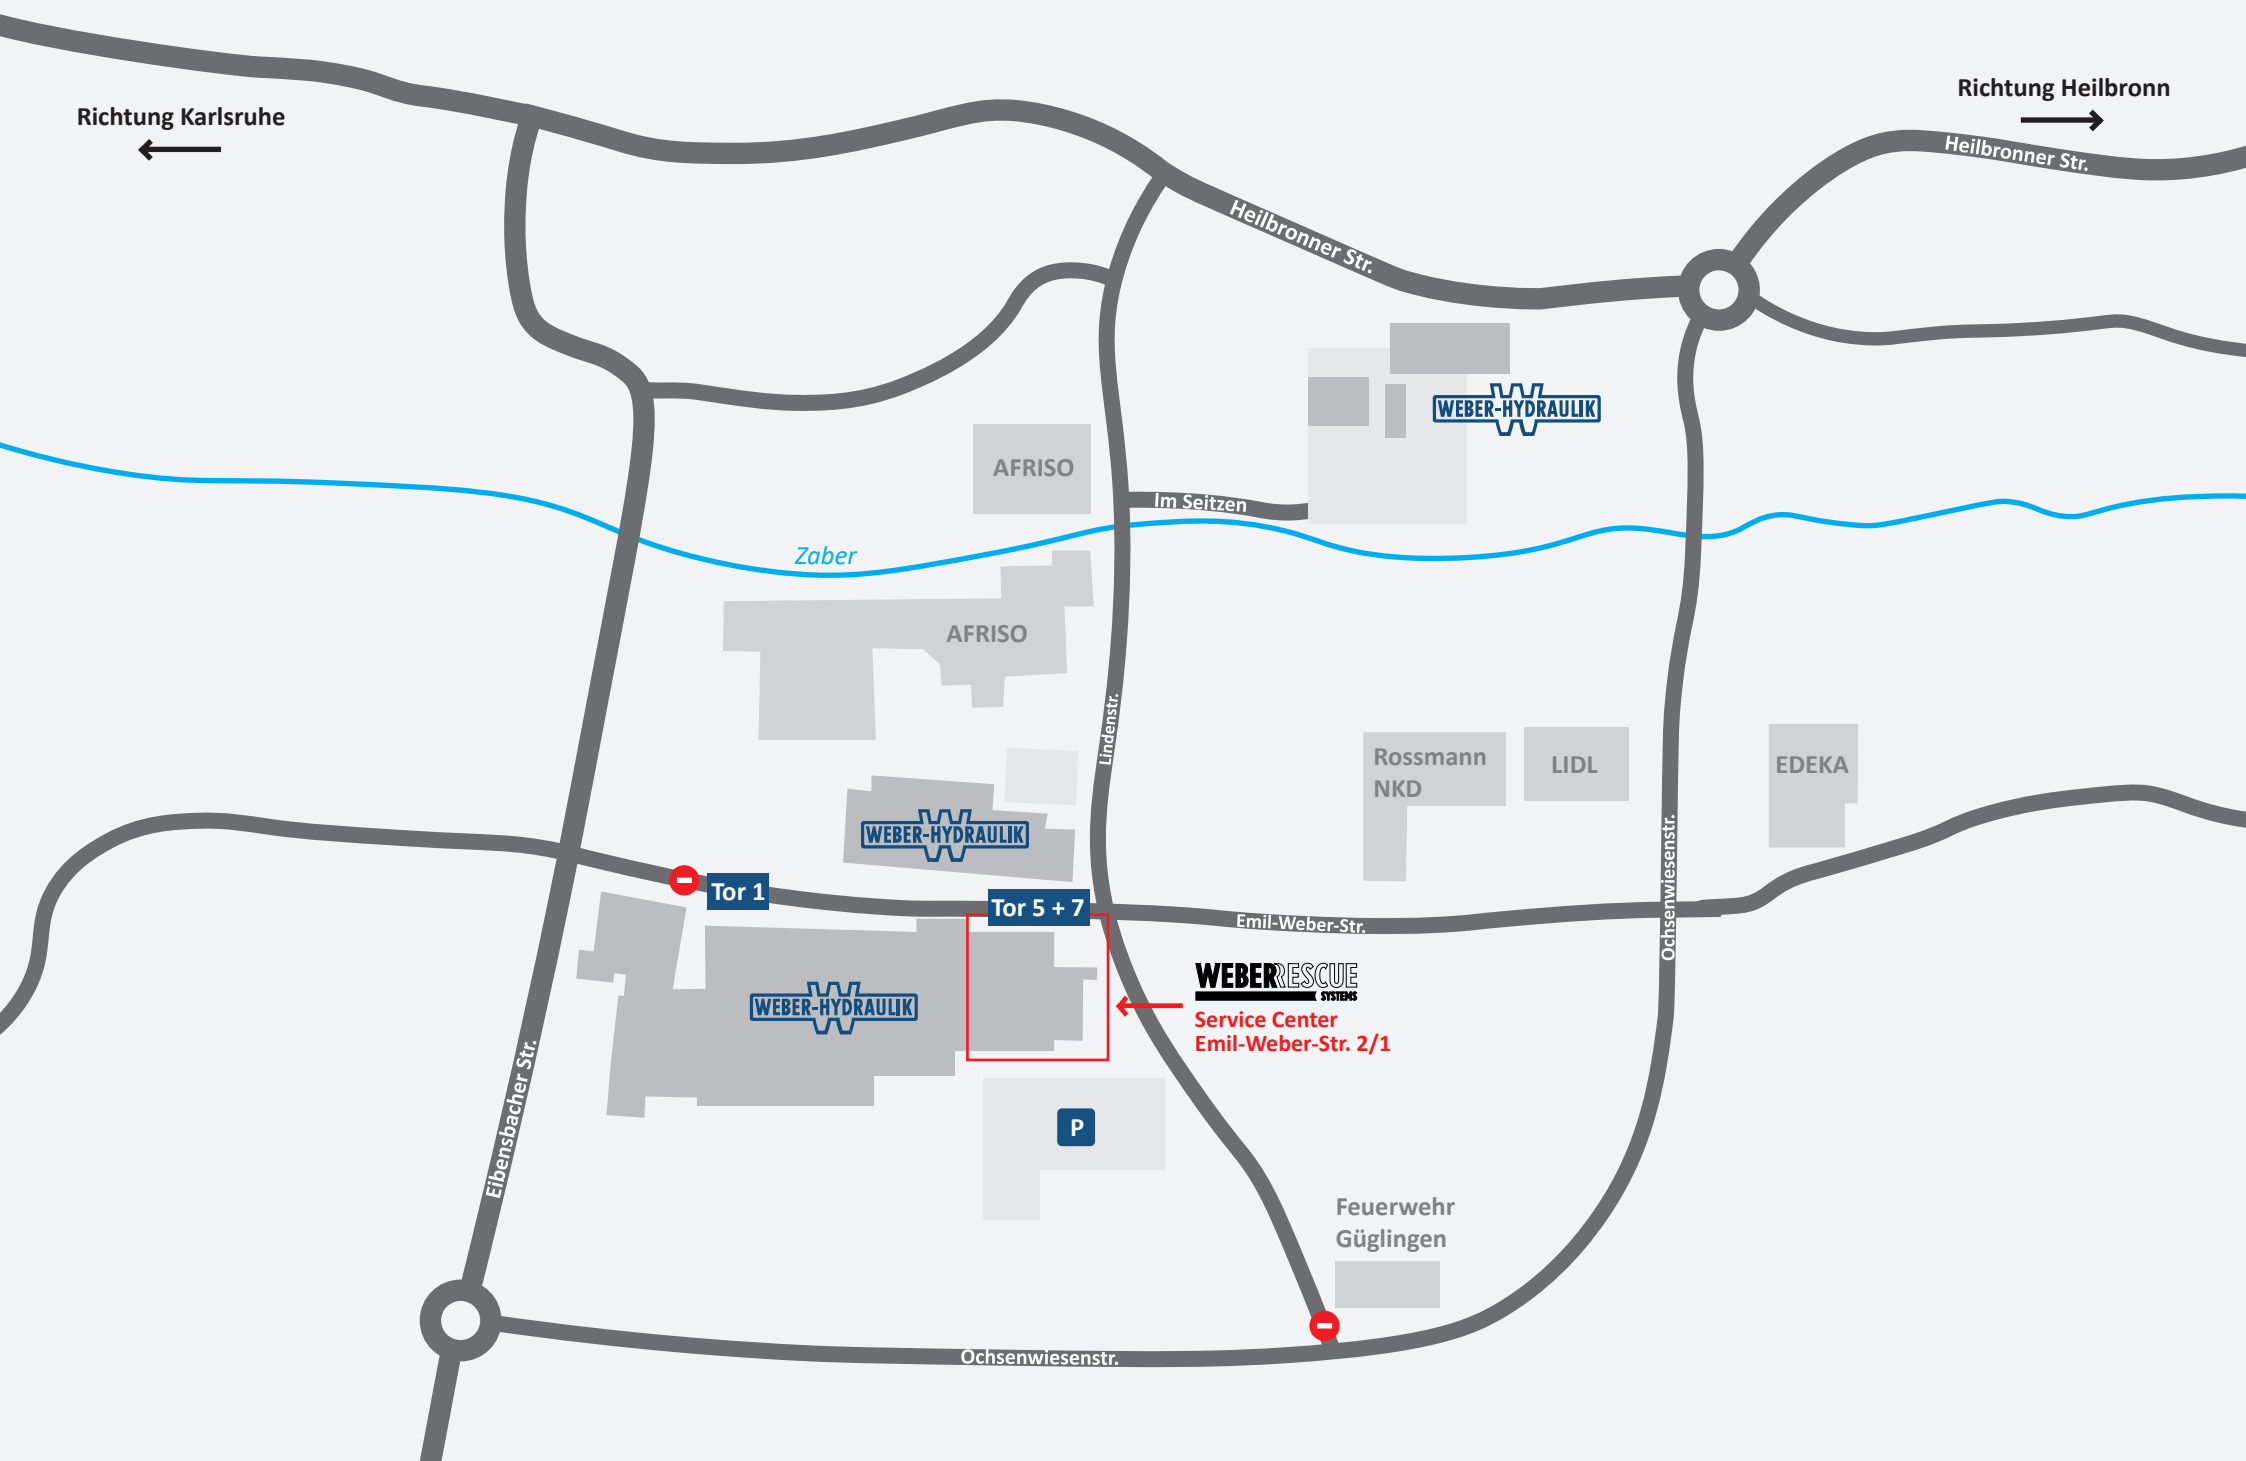 Richtung Heilbronn
Richtung Karlsruhe
Heilbronner Str.
Heilbronner Str.
WEBER-HYDRAULIK
AFRISO
Im Seitzen
Zaber
AFRISO
Lindenstr.
Rossmann
NKD
LIDL
EDEKA
WEBER-HYDRAULIK
Ochsenwiesenstr.
Tor 1
Tor 5 + 7
Emil-Weber-Str.
WEBER-HYDRAULIK
WEBER RESCUE
SYSTEMS
Service Center
Emil-Weber-Str. 2/1
Eibensbacher Str.
P
Feuerwehr
Güglingen
Ochsenwiesenstr.